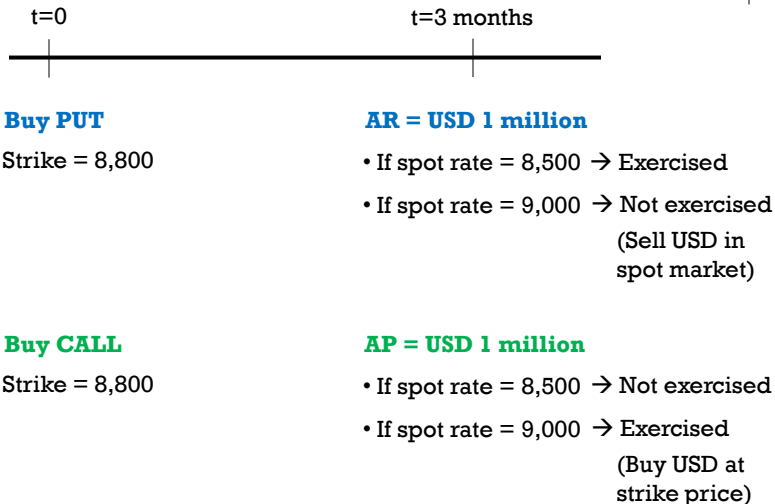 t=0 t=3 months
Buy PUT AR = USD 1 million
Strike = 8,800 • If spot rate = 8,500 → Exercised
• If spot rate = 9,000 → Not exercised
(Sell USD in
spot market)
Buy CALL AP = USD 1 million
Strike = 8,800 • If spot rate = 8,500 → Not exercised
• If spot rate = 9,000 → Exercised
(Buy USD at
strike price)